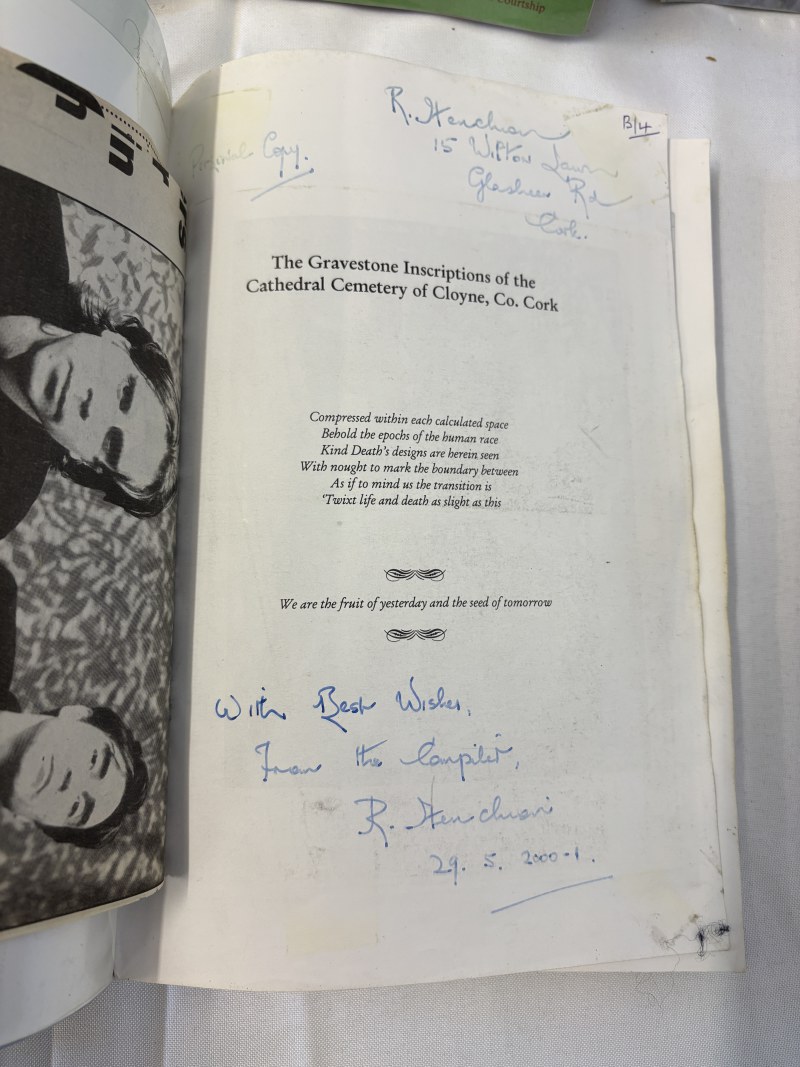 Courtship
R. Henchion
15 Wilton Lawn
Glasheen Rd
Cork.
B/4
Personal Copy.
The Gravestone Inscriptions of the
Cathedral Cemetery of Cloyne, Co. Cork
Compressed within each calculated space
Behold the epochs of the human race
Kind Death's designs are herein seen
With nought to mark the boundary between
As if to mind us the transition is
'Twixt life and death as slight as this
We are the fruit of yesterday and the seed of tomorrow
With Best Wishes,
From the Compiler,
R. Henchion
29. 5. 2000-1.